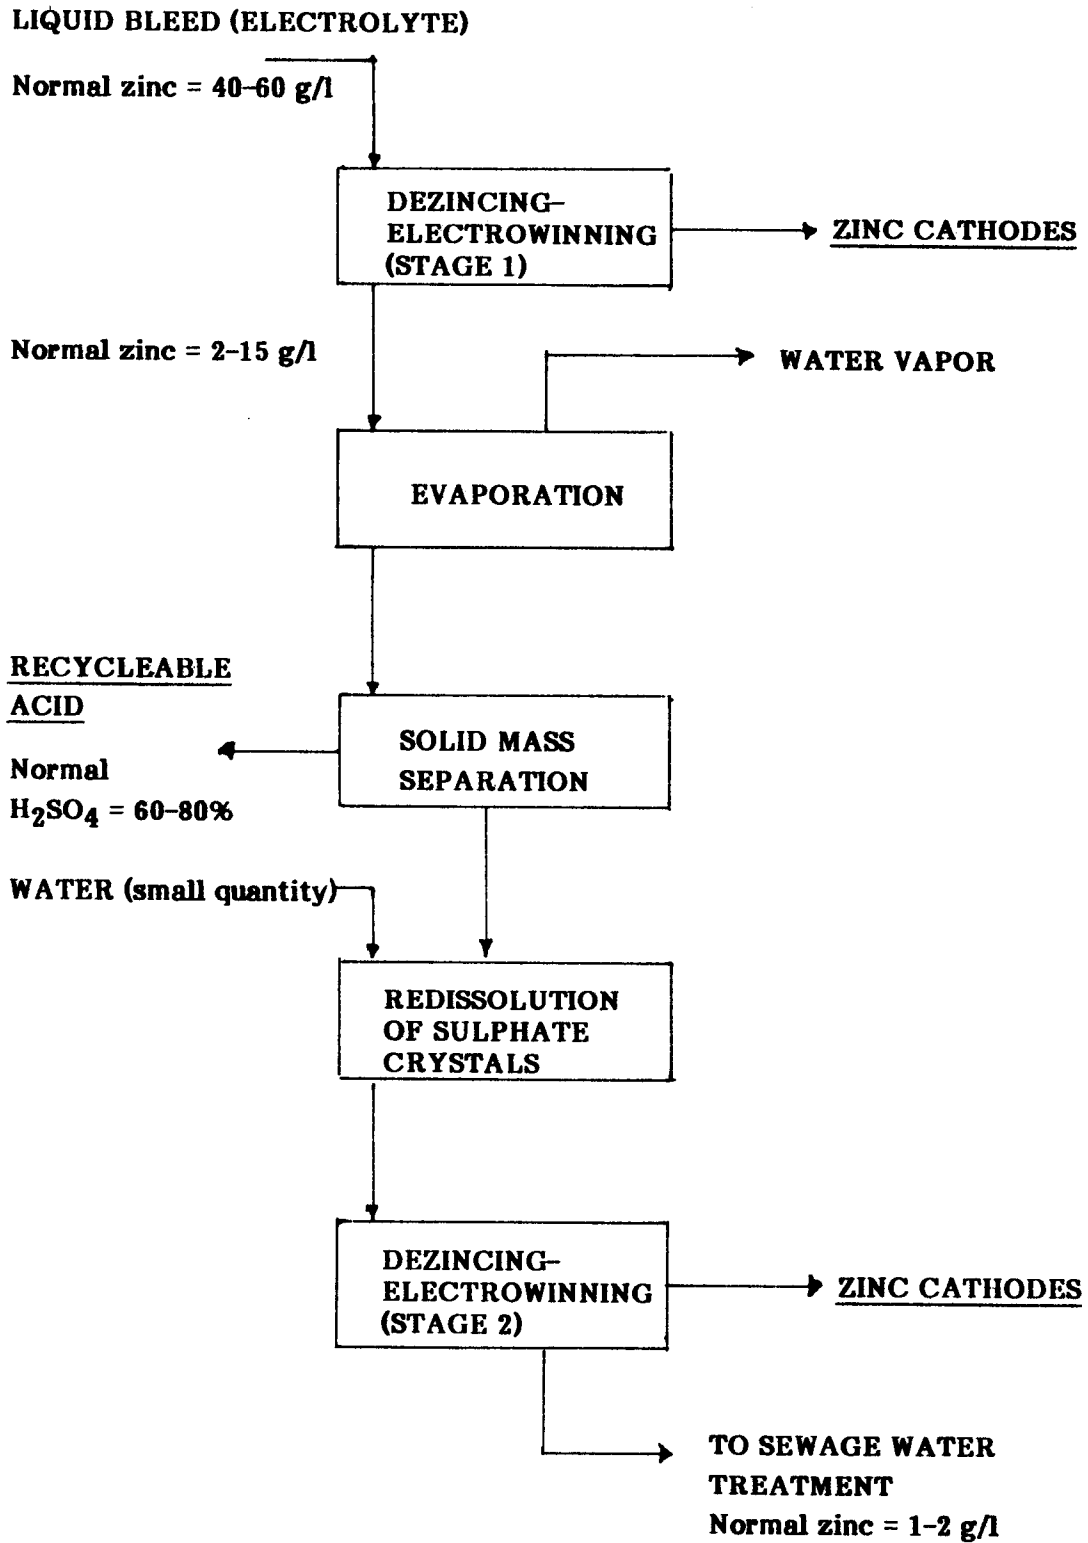 LIQUID BLEED (ELECTROLYTE)
Normal zinc = 40-60 g/l
DEZINCING-
ELECTROWINNING
(STAGE 1)
ZINC CATHODES
Normal zinc = 2-15 g/l
WATER VAPOR
EVAPORATION
RECYCLEABLE
ACID
Normal
H₂SO₄ = 60-80%
SOLID MASS
SEPARATION
WATER (small quantity)
REDISSOLUTION
OF SULPHATE
CRYSTALS
DEZINCING-
ELECTROWINNING
(STAGE 2)
ZINC CATHODES
TO SEWAGE WATER
TREATMENT
Normal zinc = 1-2 g/l